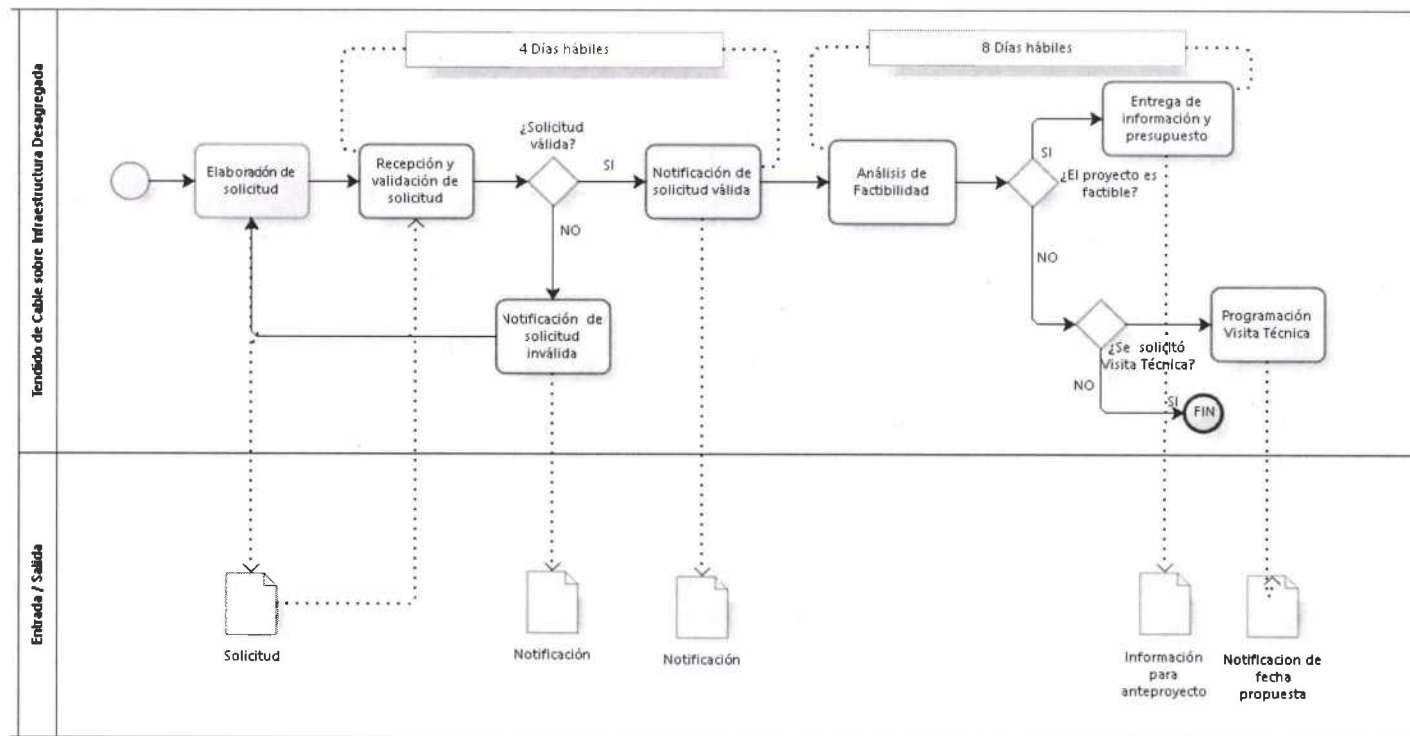 Tendido de Cable sobre Infraestructura Desagregada
4 Días hábiles
8 Días hábiles
Elaboración de
solicitud
Recepción y
validación de
solicitud
¿Solicitud
válida?
SI
NO
Notificación de
solicitud válida
Notificación de
solicitud
inválida
Análisis de
Factibilidad
SI
¿El proyecto es
factible?
NO
Entrega de
información y
presupuesto
¿Se solicitó
Visita Técnica?
NO
SI
FIN
Programación
Visita Técnica
Entrada / Salida
Solicitud
Notificación
Notificación
Información
para
anteproyecto
Notificacion de
fecha
propuesta